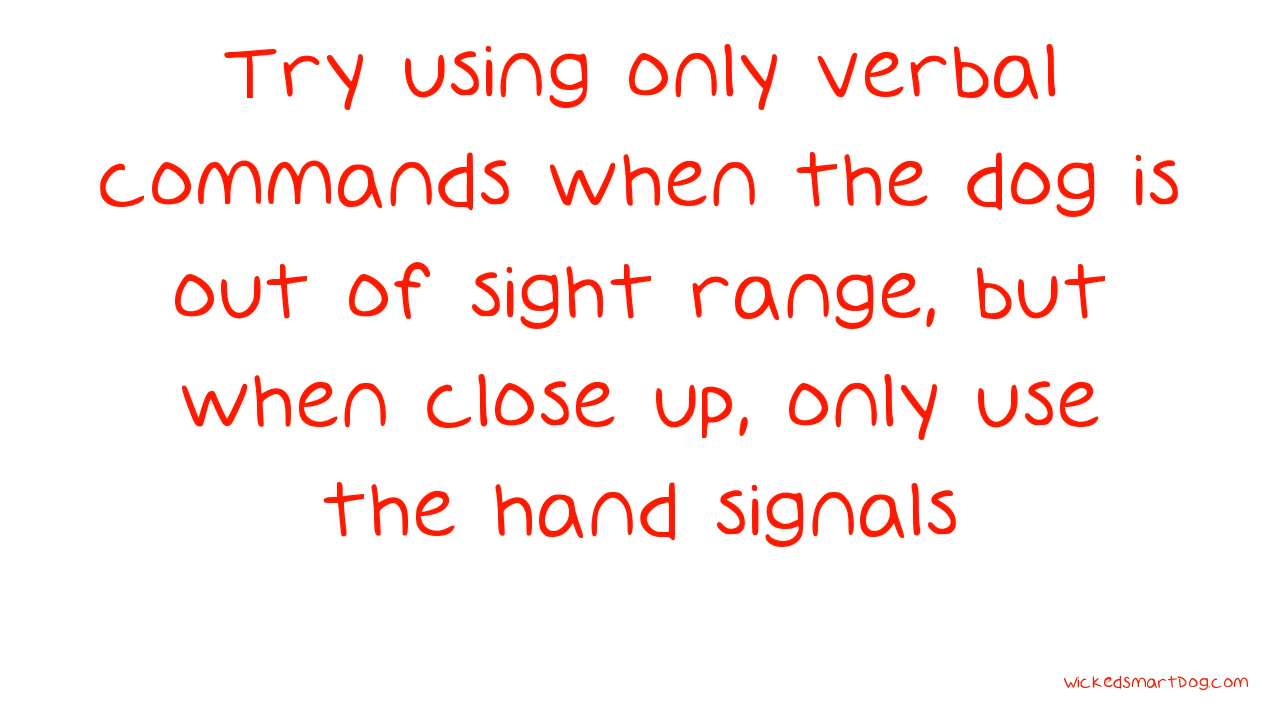 Try using only verbal
commands when the dog is
out of sight range, but
when close up, only use
the hand signals
wickedsmartDog.com